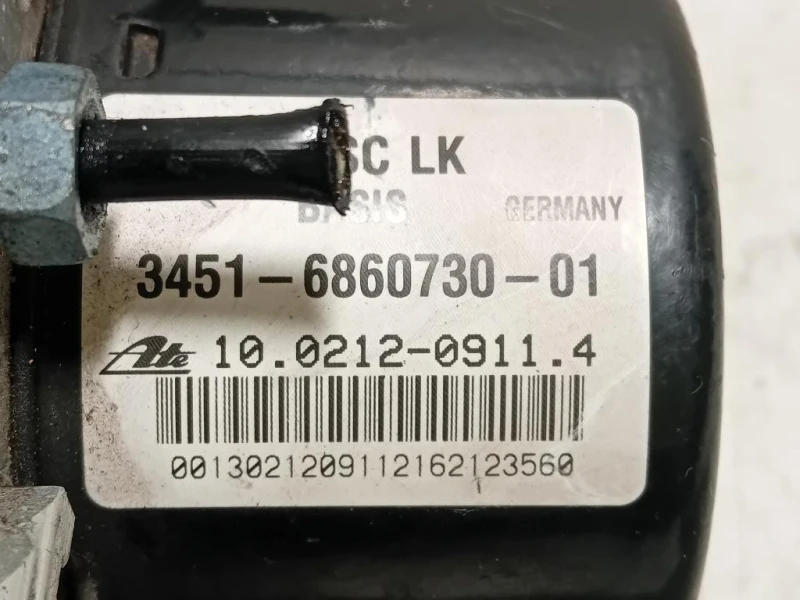 SC LK
BASIS GERMANY
3451-6860730-01
Ate 10.0212-0911.4
0013021209112162123560